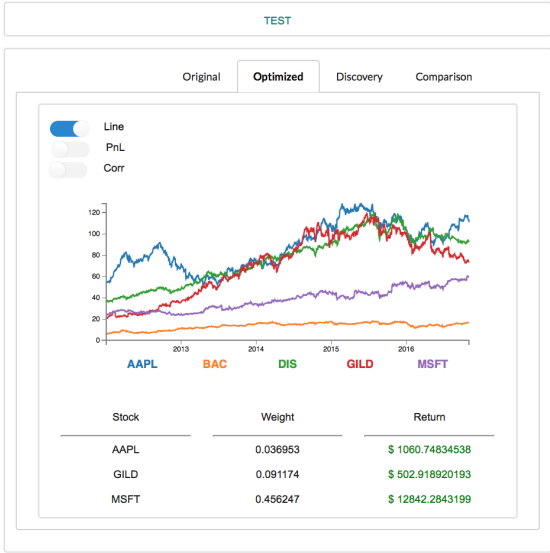 TEST
Original Optimized Discovery Comparison
Line
PnL
Corr
120
100
80
60
40
20
0
2013 2014 2015 2016
AAPL BAC DIS GILD MSFT
Stock Weight Return
AAPL 0.036953 $ 1060.74834538
GILD 0.091174 $ 502.918920193
MSFT 0.456247 $ 12842.2843199